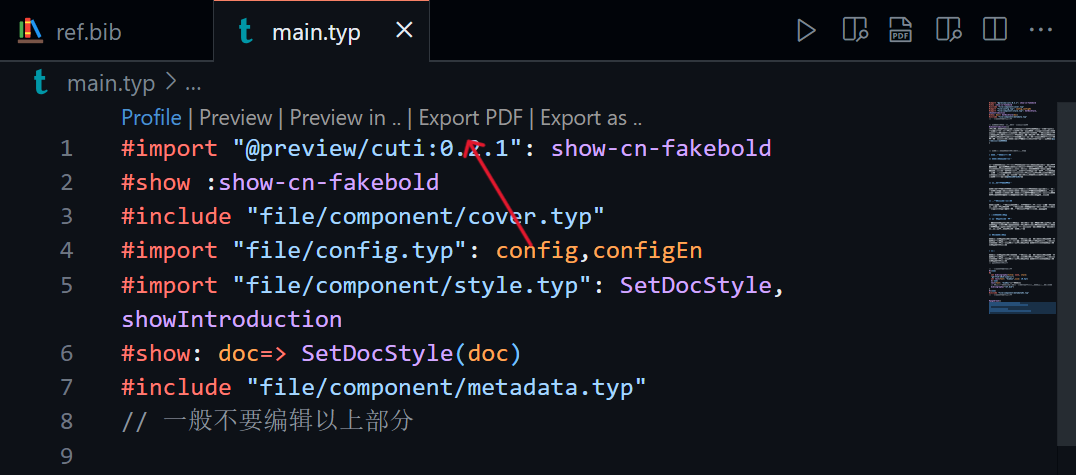 ref.bib
main.typ
PDF
main.typ > ...
Profile | Preview | Preview in .. | Export PDF | Export as ..
1 #import "@preview/cuti:0.2.1": show-cn-fakebold
2 #show :show-cn-fakebold
3 #include "file/component/cover.typ"
4 #import "file/config.typ": config,configEn
5 #import "file/component/style.typ": SetDocStyle,
showIntroduction
6 #show: doc=> SetDocStyle(doc)
7 #include "file/component/metadata.typ"
8 // 一般不要编辑以上部分
9